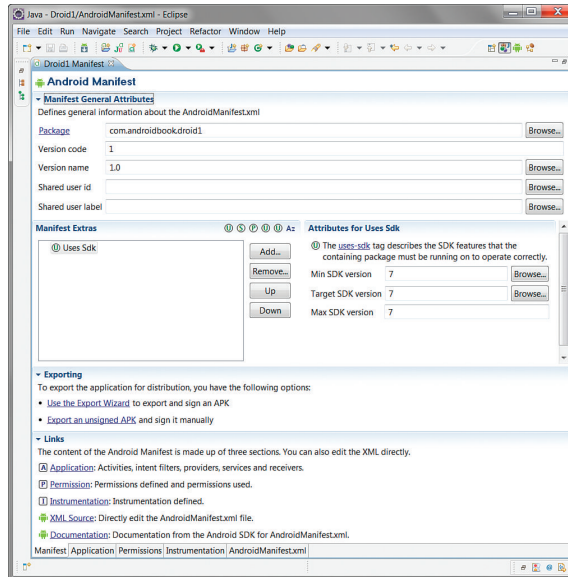 Java - Droid1/AndroidManifest.xml - Eclipse
File Edit Run Navigate Search Project Refactor Window Help
Droid1 Manifest
Android Manifest
Manifest General Attributes
Defines general information about the AndroidManifest.xml
Package com.androidbook.droid1 Browse...
Version code 1
Version name 1.0 Browse...
Shared user id Browse...
Shared user label Browse...
Manifest Extras U S P U U Az
U Uses Sdk
Add...
Remove...
Up
Down
Attributes for Uses Sdk
U The uses-sdk tag describes the SDK features that the
containing package must be running on to operate correctly.
Min SDK version 7 Browse...
Target SDK version 7 Browse...
Max SDK version 7
Exporting
To export the application for distribution, you have the following options:
• Use the Export Wizard to export and sign an APK
• Export an unsigned APK and sign it manually
Links
The content of the Android Manifest is made up of three sections. You can also edit the XML directly.
A Application: Activities, intent filters, providers, services and receivers.
P Permission: Permissions defined and permissions used.
I Instrumentation: Instrumentation defined.
XML Source: Directly edit the AndroidManifest.xml file.
Documentation: Documentation from the Android SDK for AndroidManifest.xml.
Manifest Application Permissions Instrumentation AndroidManifest.xml